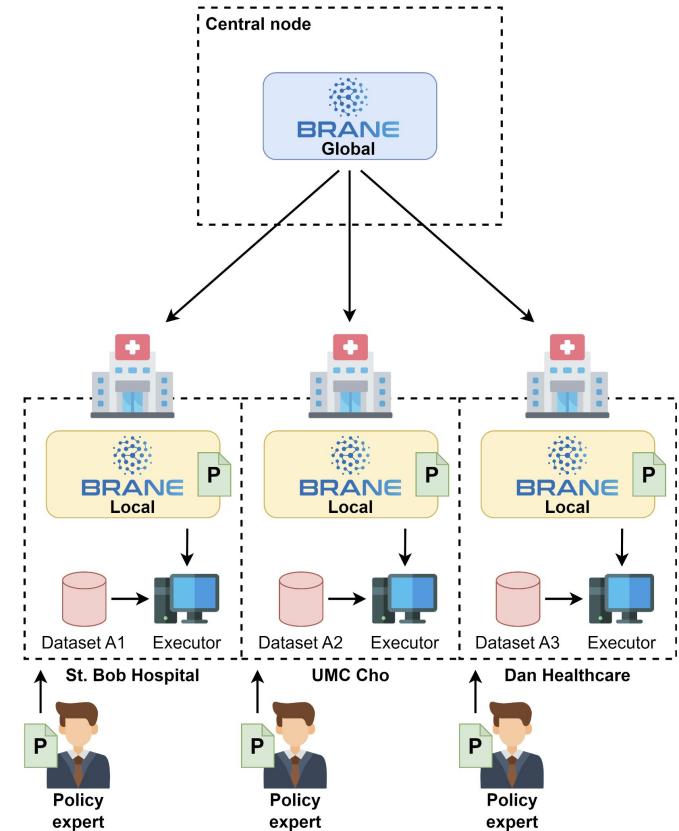 Central node
BRANE
Global
BRANE
Local
P
BRANE
Local
P
BRANE
Local
P
Dataset A1
Executor
Dataset A2
Executor
Dataset A3
Executor
St. Bob Hospital
UMC Cho
Dan Healthcare
P
P
P
Policy
expert
Policy
expert
Policy
expert